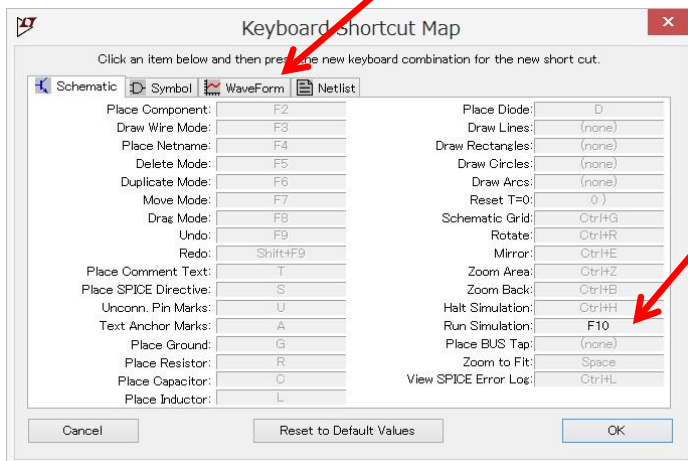 Keyboard Shortcut Map
Click an item below and then press the new keyboard combination for the new short cut.
Schematic Symbol WaveForm Netlist
Place Component: F2
Draw Wire Mode: F3
Place Netname: F4
Delete Mode: F5
Duplicate Mode: F6
Move Mode: F7
Drag Mode: F8
Undo: F9
Redo: Shift+F9
Place Comment Text: T
Place SPICE Directive: S
Unconn. Pin Marks: U
Text Anchor Marks: A
Place Ground: G
Place Resistor: R
Place Capacitor: C
Place Inductor: L
Place Diode: D
Draw Lines: (none)
Draw Rectangles: (none)
Draw Circles: (none)
Draw Arcs: (none)
Reset T=0: 0 )
Schematic Grid: Ctrl+G
Rotate: Ctrl+R
Mirror: Ctrl+E
Zoom Area: Ctrl+Z
Zoom Back: Ctrl+B
Halt Simulation: Ctrl+H
Run Simulation: F10
Place BUS Tap: (none)
Zoom to Fit: Space
View SPICE Error Log: Ctrl+L
Cancel Reset to Default Values OK